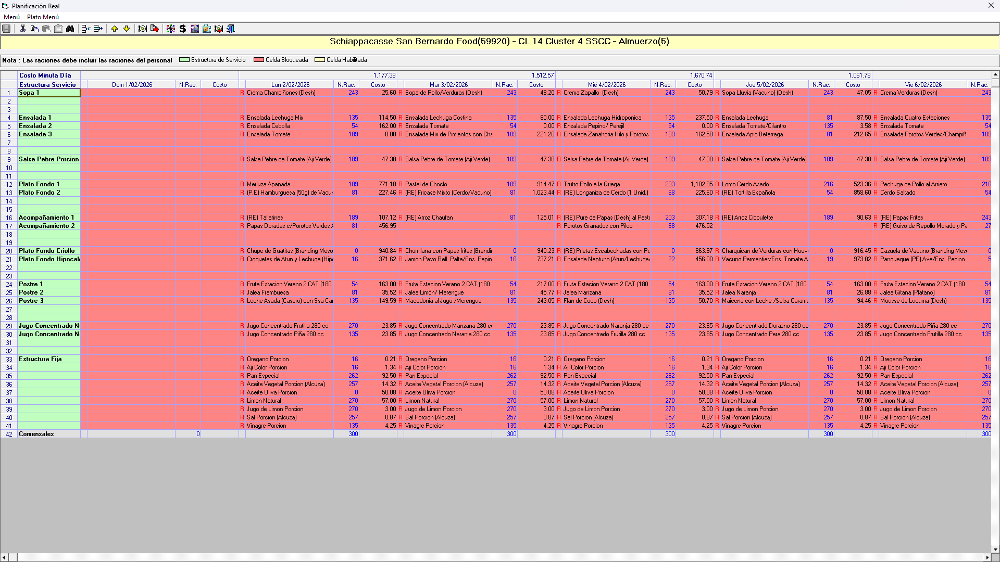 Planificación Real
Menú Plato Menú
Schiappacasse San Bernardo Food(59920) - CL 14 Cluster 4 SSCC - Almuerzo(5)
Nota : Las raciones debe incluir las raciones del personal Estructura de Servicio Celda Bloqueada Celda Habilitada
Costo Minuta Día 1,177.38 1,512.57 1,670.74 1,061.78
Estructura Servicio Dom 1/02/2026 N.Rac. Costo Lun 2/02/2026 N.Rac. Costo Mar 3/02/2026 N.Rac. Costo Mié 4/02/2026 N.Rac. Costo Jue 5/02/2026 N.Rac. Costo Vie 6/02/2026 N.Rac.
1 Sopa 1 R Crema Champiñones (Desh) 243 25.60 R Sopa de Pollo/Verduras (Desh) 243 48.20 R Crema Zapallo (Desh) 243 50.79 R Sopa Lluvia (Vacuno) (Desh) 243 47.05 R Crema Verduras (Desh) 243
2
3
4 Ensalada 1 R Ensalada Lechuga Mix 135 114.50 R Ensalada Lechuga Costina 135 80.00 R Ensalada Lechuga Hidroponica 135 237.50 R Ensalada Lechuga 81 87.50 R Ensalada Cuatro Estaciones 135
5 Ensalada 2 R Ensalada Cebolla 54 162.00 R Ensalada Tomate 54 0.00 R Ensalada Pepino/ Perejil 54 0.00 R Ensalada Tomate/Cilantro 135 3.58 R Ensalada Tomate 54
6 Ensalada 3 R Ensalada Tomate 189 0.00 R Ensalada Mix de Pimientos con Cha 189 221.26 R Ensalada Zanahoria Hilo y Porotos 189 162.50 R Ensalada Apio Betarraga 81 212.65 R Ensalada Porotos Verdes/Champiñ 189
7
8
9 Salsa Pebre Porcion R Salsa Pebre de Tomate (Aji Verde) 189 47.38 R Salsa Pebre de Tomate (Aji Verde) 189 47.38 R Salsa Pebre de Tomate (Aji Verde) 189 47.38 R Salsa Pebre de Tomate (Aji Verde) 189 47.38 R Salsa Pebre de Tomate (Aji Verde) 189
10
11
12 Plato Fondo 1 R Merluza Apanada 189 771.10 R Pastel de Choclo 189 914.47 R Trutro Pollo a la Griega 203 1,102.95 R Lomo Cerdo Asado 216 523.36 R Pechuga de Pollo al Arriero 216
13 Plato Fondo 2 R (P.E) Hamburguesa (50g) de Vacur 81 227.46 R (RE) Fricase Mixto (Cerdo/Vacuno) 81 1,023.44 R (RE) Longaniza de Cerdo (1 Unid.) 68 225.60 R (RE) Tortilla Española 54 858.60 R Cerdo Saltado 54
14
15
16 Acompañamiento 1 R (RE) Tallarines 189 107.12 R (RE) Arroz Chaufan 81 125.01 R (RE) Pure de Papas (Desh) al Pesto 203 307.18 R (RE) Arroz Ciboulette 189 90.63 R (RE) Papas Fritas 243
17 Acompañamiento 2 R Papas Doradas c/Porotos Verdes A 81 456.95 R Porotos Granados con Pilco 68 476.52 R (RE) Guiso de Repollo Morado y Pa 27
18
19
20 Plato Fondo Criollo R Chupe de Guatitas (Branding Meso 0 940.84 R Chorrillana con Papas fritas (Brandi 0 940.23 R (RE) Prietas Escabechadas con Pu 0 863.97 R Charquican de Verduras con Huev 0 916.45 R Cazuela de Vacuno (Branding Mes 0
21 Plato Fondo Hipocal R Croquetas de Atun y Lechuga (Hipo 16 371.62 R Jamon Pavo Rell. Palta/Ens. Pepin 16 737.21 R Ensalada Neptuno (Atun/Lechuga/ 22 456.00 R Vacuno Parmentier/Ens. Tomate A 19 973.02 R Panqueque (PE) Ave/Ens. Pepino 5
22
23
24 Postre 1 R Fruta Estacion Verano 2 CAT (180 54 163.00 R Fruta Estacion Verano 2 CAT (180 54 217.00 R Fruta Estacion Verano 2 CAT (180 54 163.00 R Fruta Estacion Verano 2 CAT (180 54 163.00 R Fruta Estacion Verano 2 CAT (180 54
25 Postre 2 R Jalea Frambuesa 81 35.52 R Jalea Limón/ Merengue 81 45.77 R Jalea Manzana 81 35.52 R Jalea Naranja 81 26.88 R Jalea Gitana (Platano) 81
26 Postre 3 R Leche Asada (Casero) con Ssa Car 135 149.59 R Macedonia al Jugo /Merengue 135 243.05 R Flan de Coco (Desh) 135 50.70 R Maicena con Leche /Salsa Carame 135 94.46 R Mousse de Lucuma (Desh) 135
27
28
29 Jugo Concentrado N R Jugo Concentrado Frutilla 280 cc 270 23.85 R Jugo Concentrado Manzana 280 c 270 23.85 R Jugo Concentrado Naranja 280 cc 270 23.85 R Jugo Concentrado Durazno 280 cc 270 23.85 R Jugo Concentrado Piña 280 cc 270
30 Jugo Concentrado N R Jugo Concentrado Piña 280 cc 135 23.85 R Jugo Concentrado Naranja 280 cc 135 23.85 R Jugo Concentrado Frutilla 280 cc 135 23.85 R Jugo Concentrado Pera 280 cc 135 23.85 R Jugo Concentrado Frutilla 280 cc 135
31
32
33 Estructura Fija R Oregano Porcion 16 0.21 R Oregano Porcion 16 0.21 R Oregano Porcion 16 0.21 R Oregano Porcion 16 0.21 R Oregano Porcion 16
34 R Aji Color Porcion 16 1.34 R Aji Color Porcion 16 1.34 R Aji Color Porcion 16 1.34 R Aji Color Porcion 16 1.34 R Aji Color Porcion 16
35 R Pan Especial 262 92.50 R Pan Especial 262 92.50 R Pan Especial 262 92.50 R Pan Especial 262 92.50 R Pan Especial 262
36 R Aceite Vegetal Porcion (Alcuza) 257 14.32 R Aceite Vegetal Porcion (Alcuza) 257 14.32 R Aceite Vegetal Porcion (Alcuza) 257 14.32 R Aceite Vegetal Porcion (Alcuza) 257 14.32 R Aceite Vegetal Porcion (Alcuza) 257
37 R Aceite Oliva Porcion 0 50.08 R Aceite Oliva Porcion 0 50.08 R Aceite Oliva Porcion 0 50.08 R Aceite Oliva Porcion 0 50.08 R Aceite Oliva Porcion 0
38 R Limon Natural 270 57.00 R Limon Natural 270 57.00 R Limon Natural 270 57.00 R Limon Natural 270 57.00 R Limon Natural 270
39 R Jugo de Limon Porcion 270 3.00 R Jugo de Limon Porcion 270 3.00 R Jugo de Limon Porcion 270 3.00 R Jugo de Limon Porcion 270 3.00 R Jugo de Limon Porcion 270
40 R Sal Porcion (Alcuza) 257 0.87 R Sal Porcion (Alcuza) 257 0.87 R Sal Porcion (Alcuza) 257 0.87 R Sal Porcion (Alcuza) 257 0.87 R Sal Porcion (Alcuza) 257
41 R Vinagre Porcion 135 4.25 R Vinagre Porcion 135 4.25 R Vinagre Porcion 135 4.25 R Vinagre Porcion 135 4.25 R Vinagre Porcion 135
42 Comensales 0 300 300 300 300 300